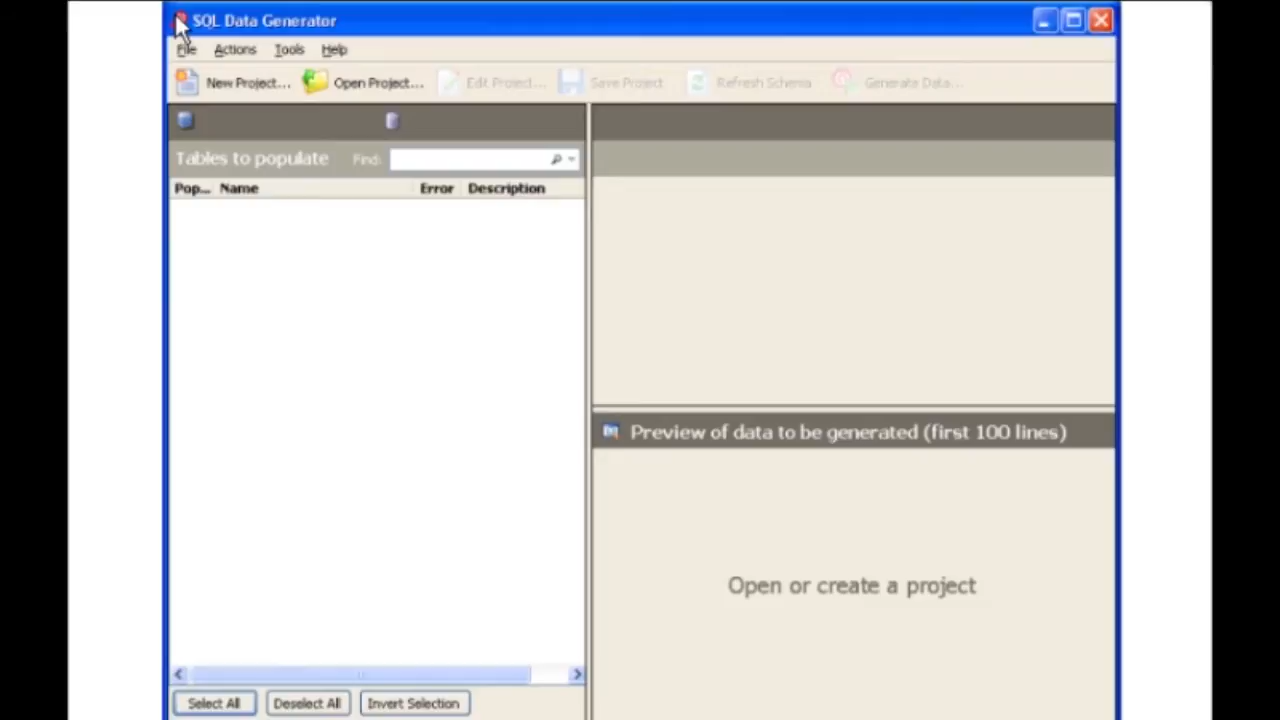 SQL Data Generator
File Actions Tools Help
New Project... Open Project... Edit Project... Save Project Refresh Schema Generate Data...
Tables to populate Find:
Pop... Name Error Description
Preview of data to be generated (first 100 lines)
Open or create a project
Select All Deselect All Invert Selection